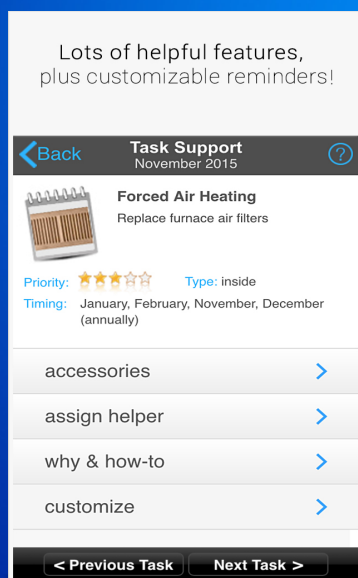 Lots of helpful features,
plus customizable reminders!
Back
Task Support
November 2015
?
Forced Air Heating
Replace furnace air filters
Priority:
Type: inside
Timing: January, February, November, December
(annually)
accessories
assign helper
why & how-to
customize
< Previous Task
Next Task >